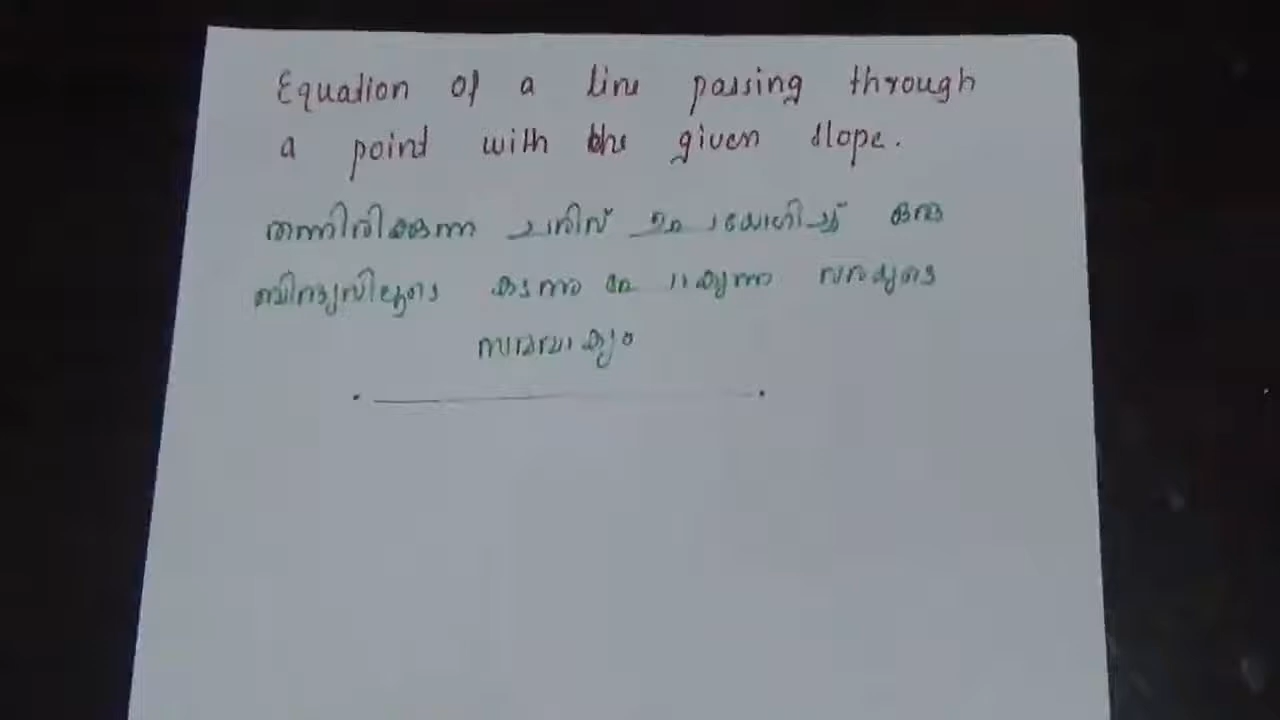 Equation of a line passing through
a point with the given slope.
തന്നിരിക്കുന്ന ചരിവ് ഉപയോഗിച്ച് ഒരു
ബിന്ദുവിലൂടെ കടന്നു പോകുന്ന വരയുടെ
സമവാക്യം